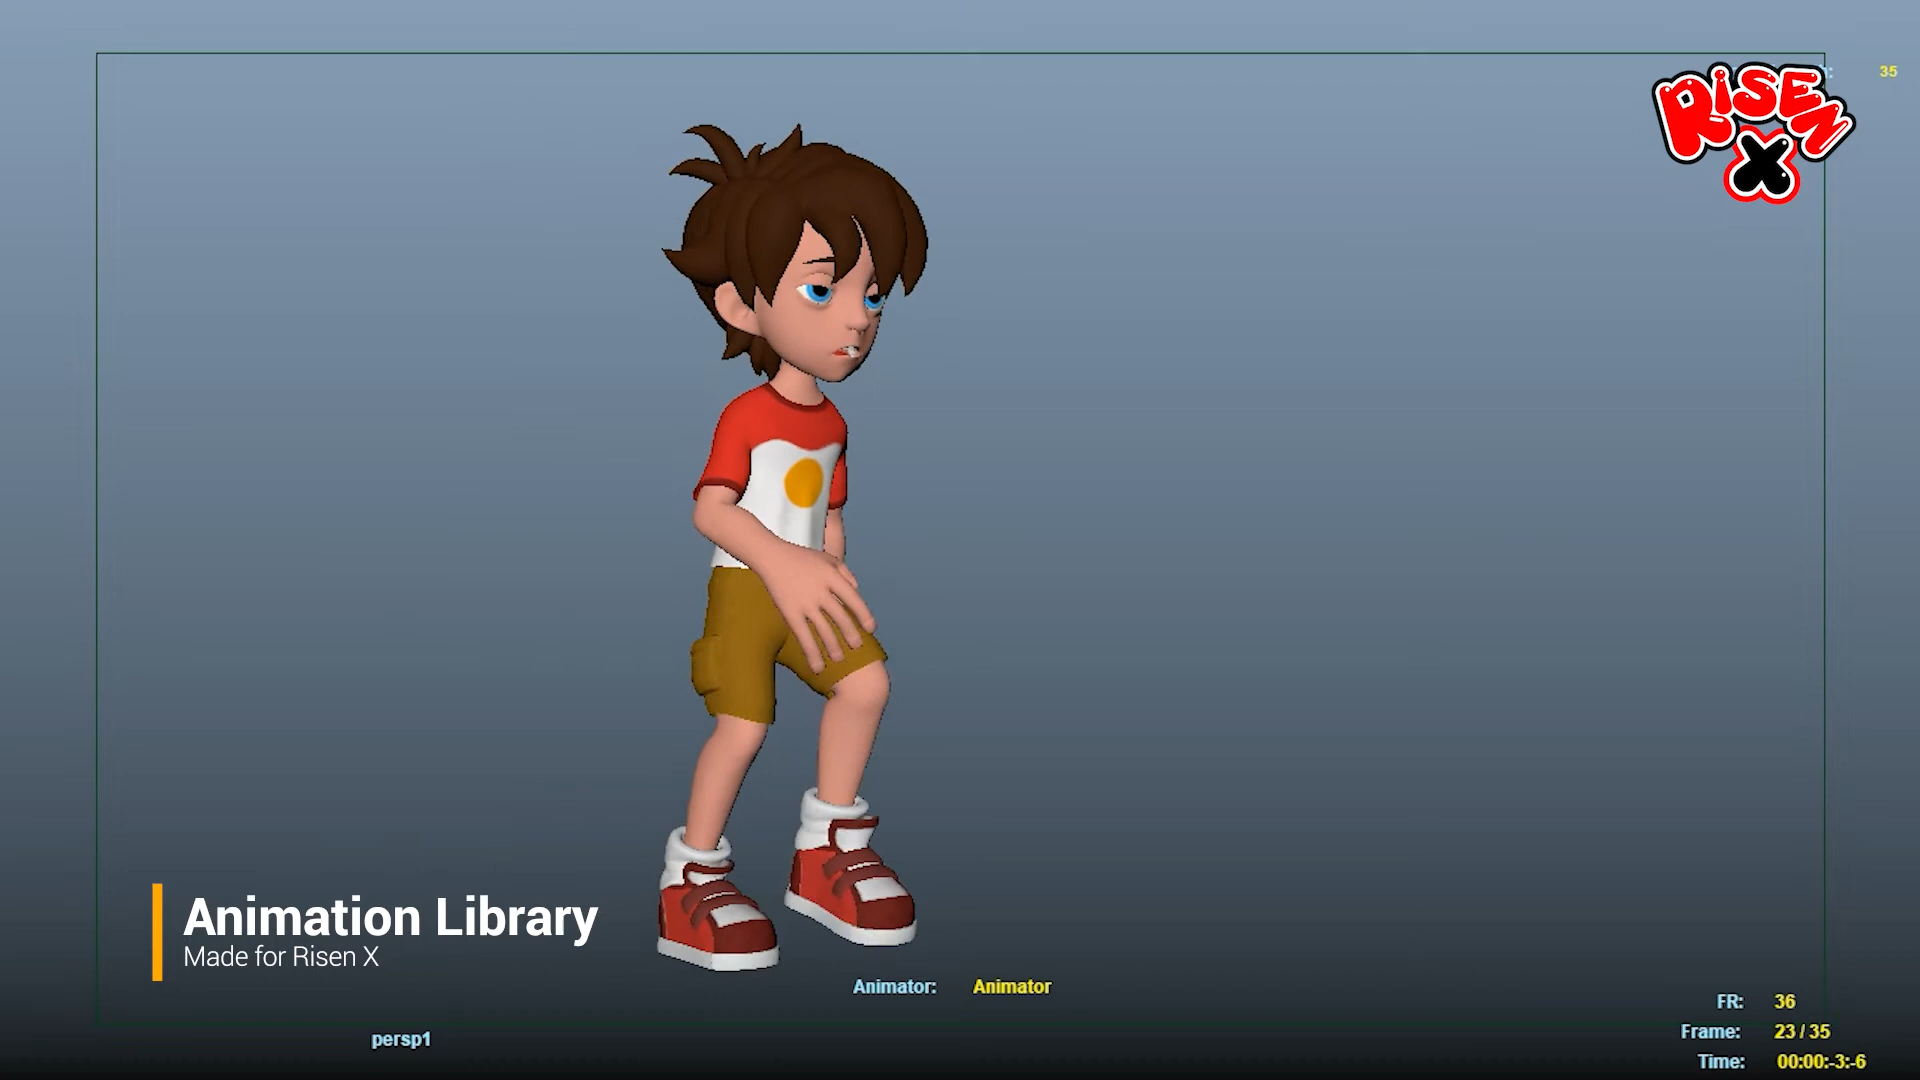 35
RISEN
X
Animation Library
Made for Risen X
Animator: Animator
persp1
FR: 36
Frame: 23 / 35
Time: 00:00:-3:-6